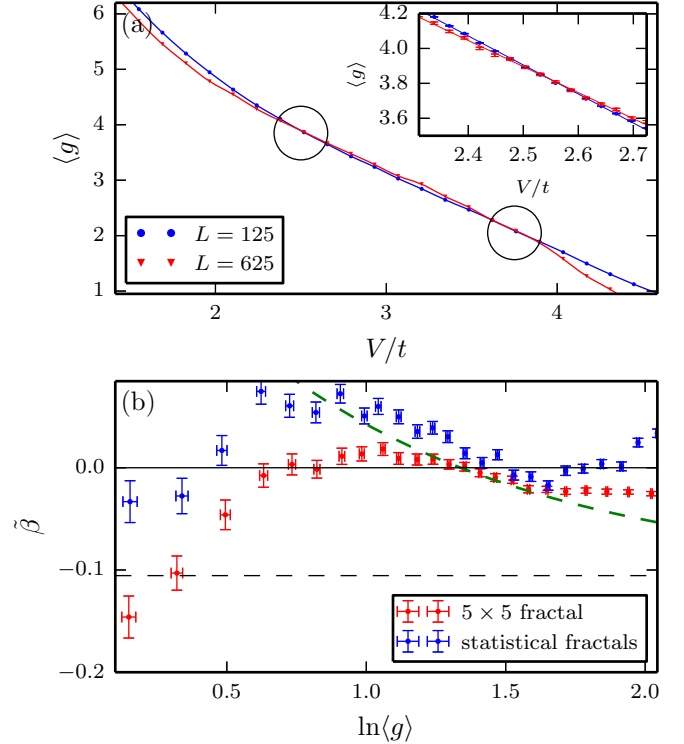 (a)
6
5
4
3
2
1
⟨g⟩
2 3 4
V/t
L = 125
L = 625
4.2
4.0
3.8
3.6
⟨g⟩
2.4 2.5 2.6 2.7
V/t
(b)
0.0
−0.1
−0.2
β̃
0.5 1.0 1.5 2.0
ln⟨g⟩
5 × 5 fractal
statistical fractals